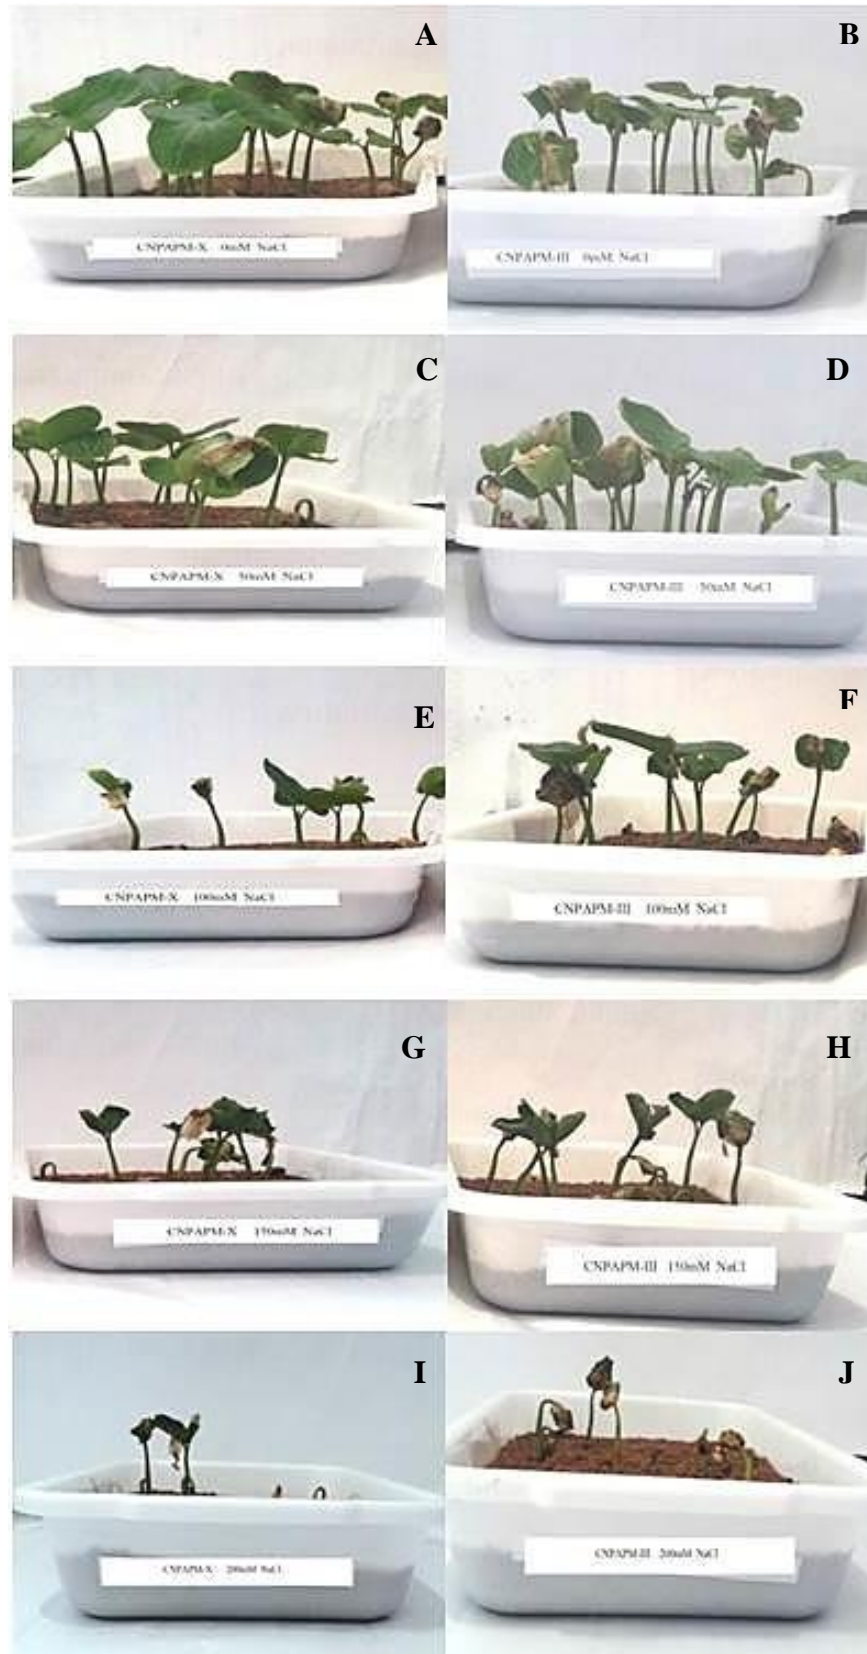 A
B
CNPAPM-X 0mM NaCl
CNPAPM-III 0mM NaCl
C
D
CNPAPM-X 50mM NaCl
CNPAPM-III 50mM NaCl
E
F
CNPAPM-X 100mM NaCl
CNPAPM-III 100mM NaCl
G
H
CNPAPM-X 150mM NaCl
CNPAPM-III 150mM NaCl
I
J
CNPAPM-X 200mM NaCl
CNPAPM-III 200mM NaCl